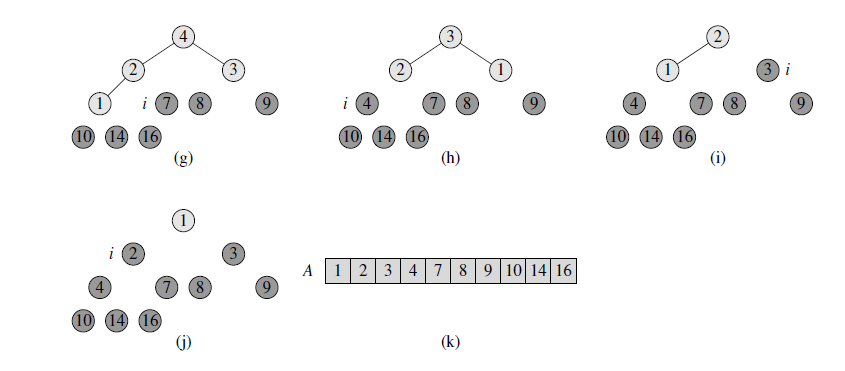 4 3 2
2 3 2 1 1 3 i
1 i 7 8 9 i 4 7 8 9 4 7 8 9
10 14 16 10 14 16 10 14 16
(g) (h) (i)
1
i 2 3
A 1 2 3 4 7 8 9 10 14 16
4 7 8 9
10 14 16
(j) (k)